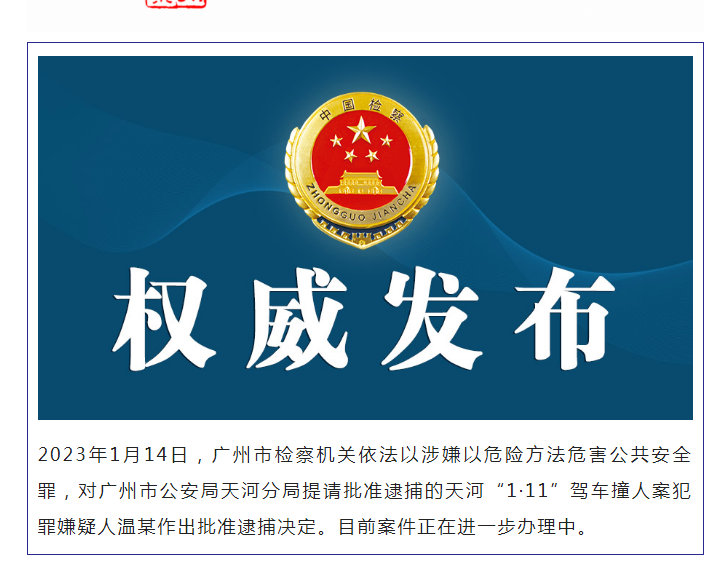 中国检察
ZHONGGUO JIANCHA
权威发布
2023年1月14日，广州市检察机关依法以涉嫌以危险方法危害公共安全
罪，对广州市公安局天河分局提请批准逮捕的天河“1·11”驾车撞人案犯
罪嫌疑人温某作出批准逮捕决定。目前案件正在进一步办理中。